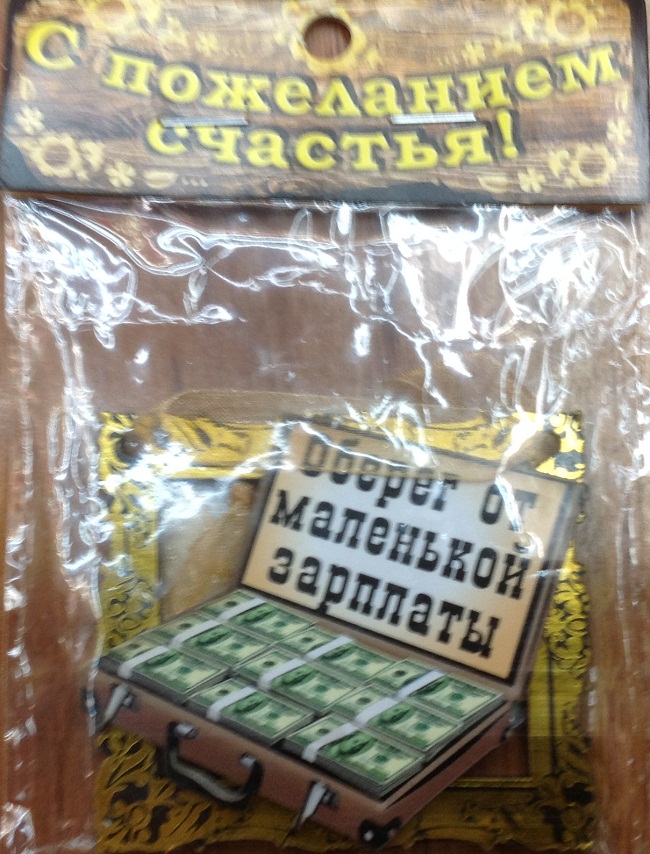 С пожеланием
счастья!
Оберег от
маленькой
зарплаты